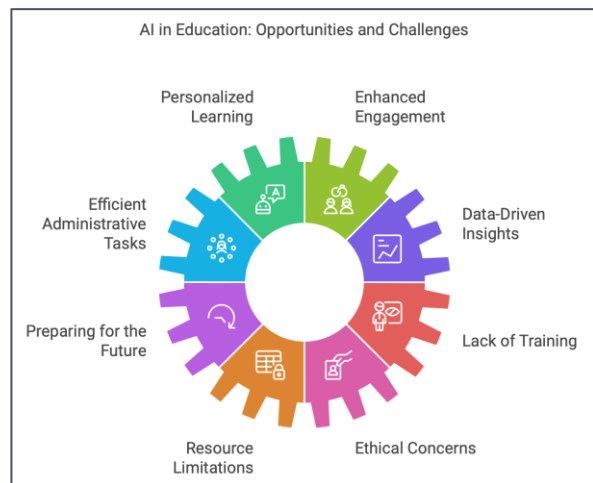 AI in Education: Opportunities and Challenges
Personalized
Learning
Enhanced
Engagement
Efficient
Administrative
Tasks
A
Data-Driven
Insights
Preparing for the
Future
Lack of Training
Resource
Limitations
Ethical Concerns